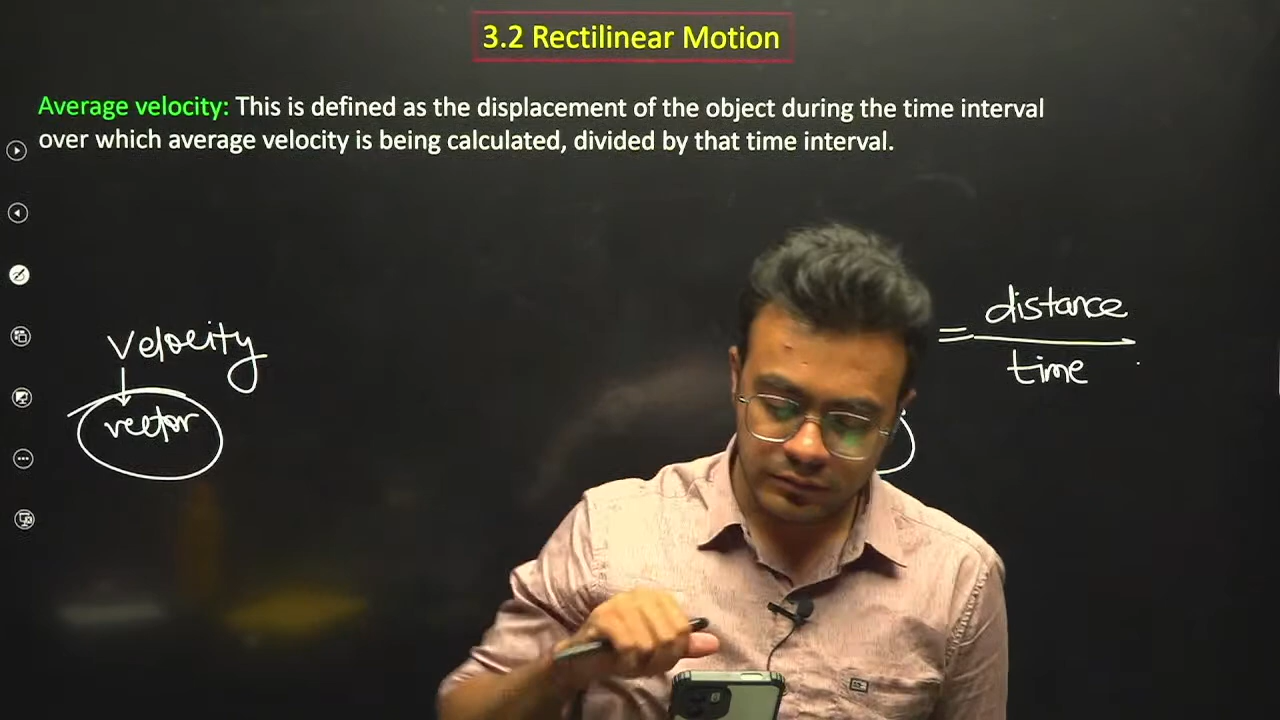 3.2 Rectilinear Motion
Average velocity: This is defined as the displacement of the object during the time interval
over which average velocity is being calculated, divided by that time interval.
velocity
vector
= distance
time